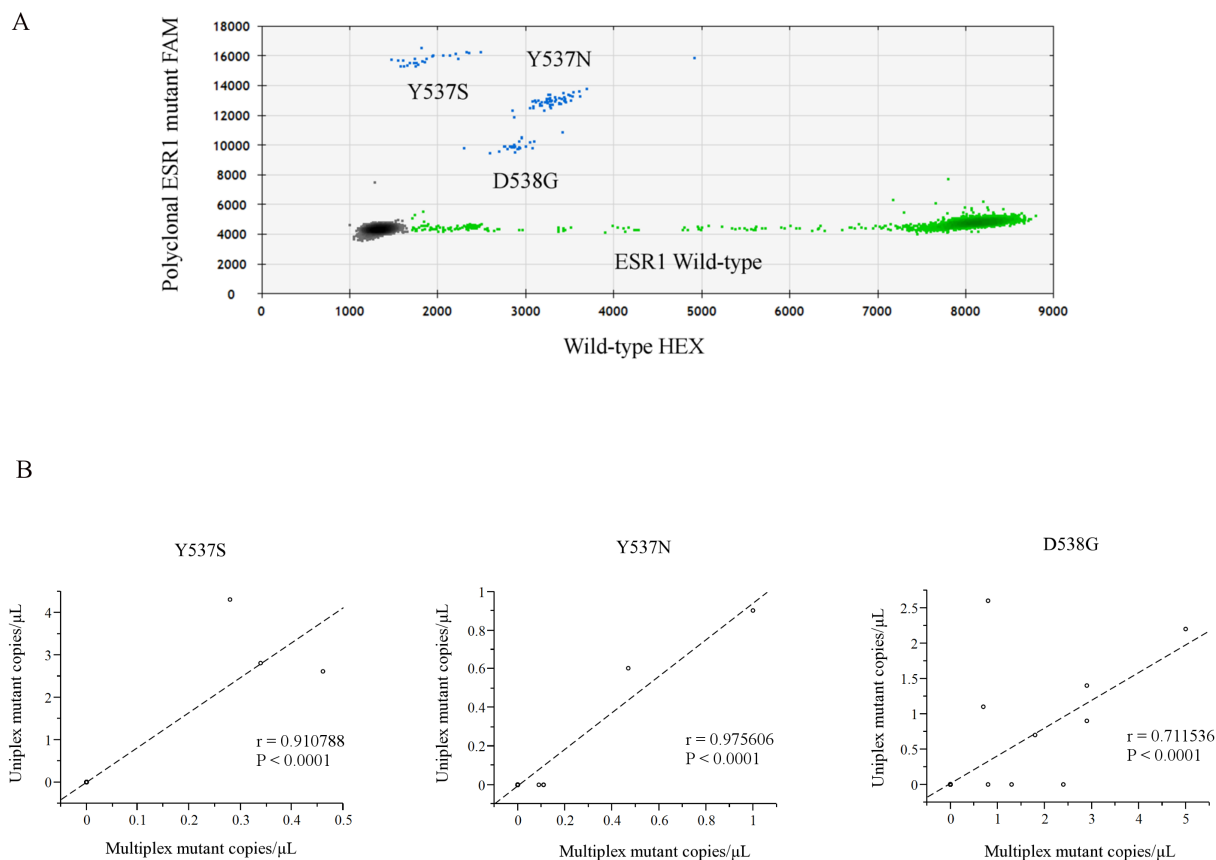 A
Polyclonal ESR1 mutant FAM
18000
16000
14000
12000
10000
8000
6000
4000
2000
0
Y537S
Y537N
D538G
ESR1 Wild-type
0 1000 2000 3000 4000 5000 6000 7000 8000 9000
Wild-type HEX
B
Y537S
Uniplex mutant copies/μL
4
3
2
1
0
r = 0.910788
P < 0.0001
0 0.1 0.2 0.3 0.4 0.5
Multiplex mutant copies/μL
Y537N
Uniplex mutant copies/μL
1
0.8
0.6
0.4
0.2
0
r = 0.975606
P < 0.0001
0 0.2 0.4 0.6 0.8 1
Multiplex mutant copies/μL
D538G
Uniplex mutant copies/μL
2.5
2
1.5
1
0.5
0
r = 0.711536
P < 0.0001
0 1 2 3 4 5
Multiplex mutant copies/μL